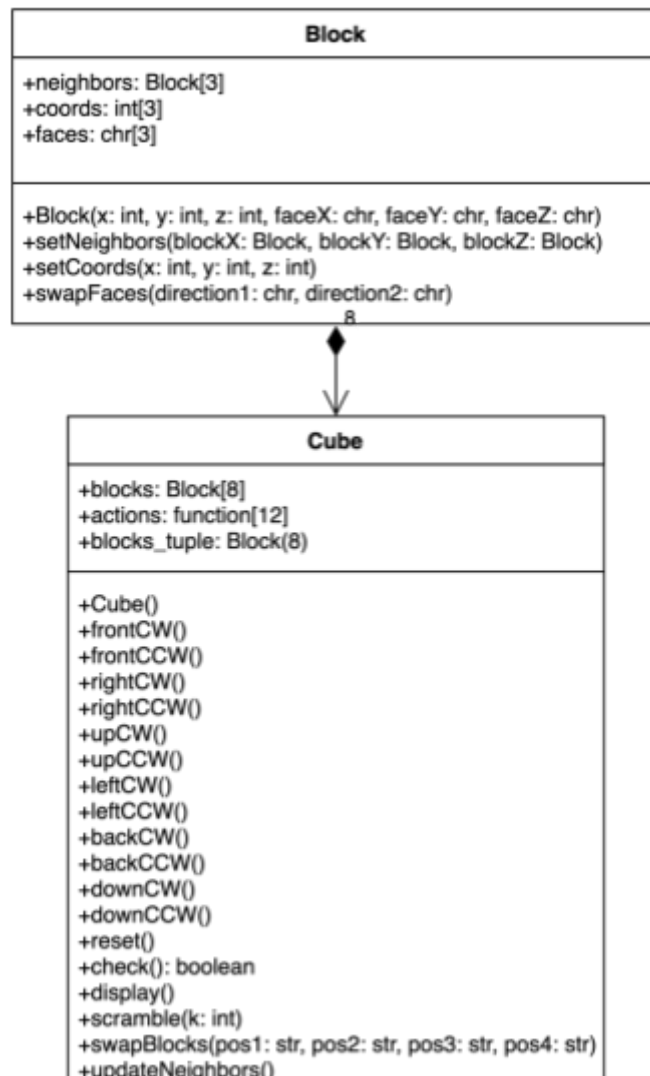 Block
+neighbors: Block[3]
+coords: int[3]
+faces: chr[3]
+Block(x: int, y: int, z: int, faceX: chr, faceY: chr, faceZ: chr)
+setNeighbors(blockX: Block, blockY: Block, blockZ: Block)
+setCoords(x: int, y: int, z: int)
+swapFaces(direction1: chr, direction2: chr)
8
Cube
+blocks: Block[8]
+actions: function[12]
+blocks_tuple: Block(8)
+Cube()
+frontCW()
+frontCCW()
+rightCW()
+rightCCW()
+upCW()
+upCCW()
+leftCW()
+leftCCW()
+backCW()
+backCCW()
+downCW()
+downCCW()
+reset()
+check(): boolean
+display()
+scramble(k: int)
+swapBlocks(pos1: str, pos2: str, pos3: str, pos4: str)
+updateNeighbors()